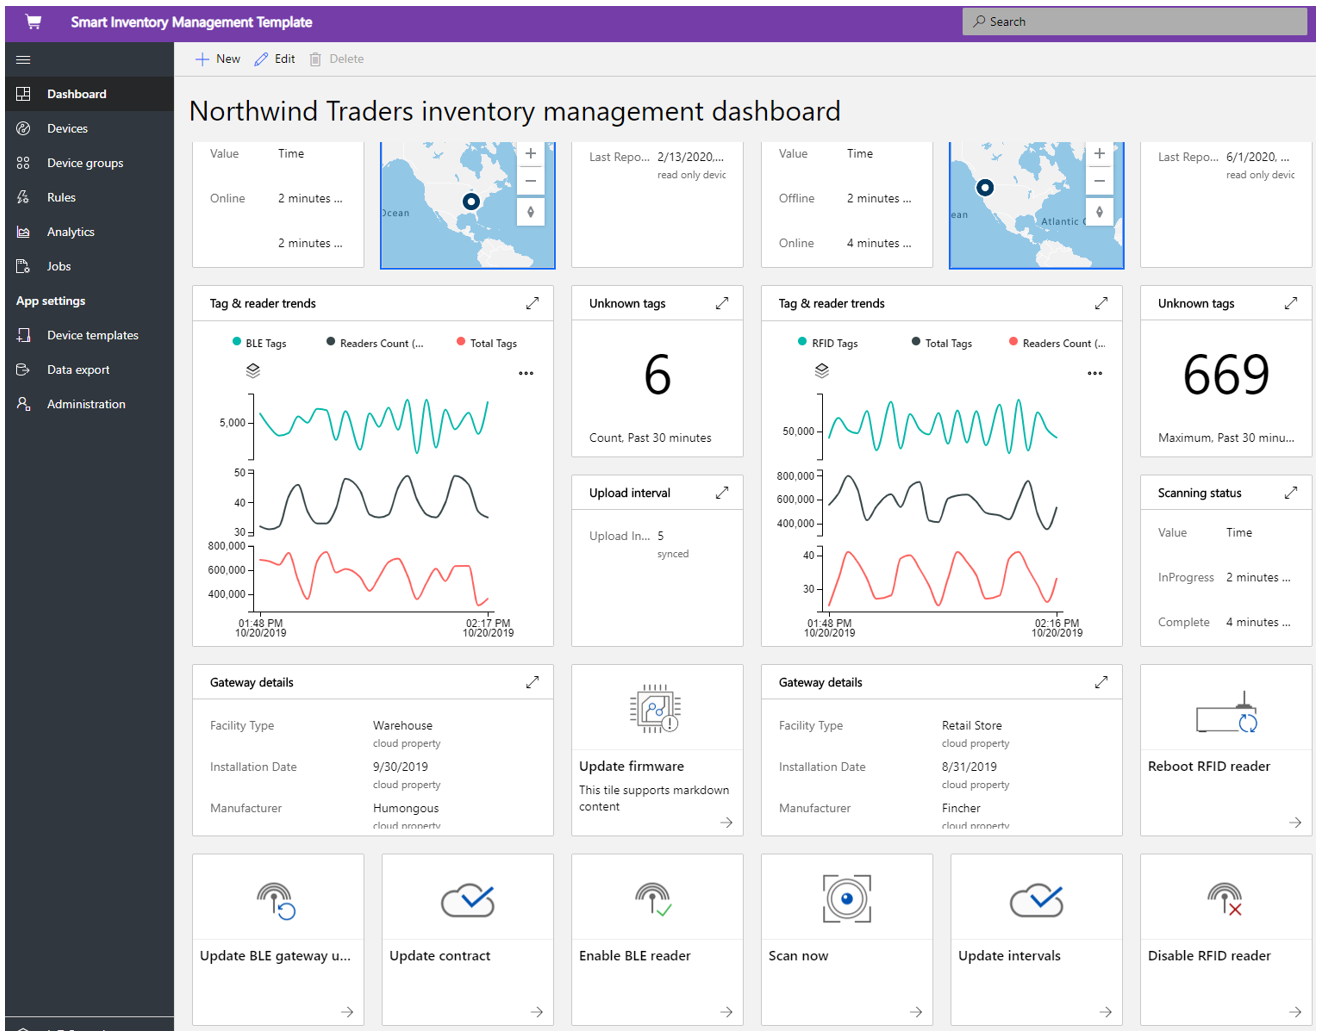 Smart Inventory Management Template
Search
New
Edit
Delete
Dashboard
Devices
Device groups
Rules
Analytics
Jobs
App settings
Device templates
Data export
Administration
Northwind Traders inventory management dashboard
Value Time
Online 2 minutes ...
2 minutes ...
Ocean
Last Repo... 2/13/2020,...
read only devic
Value Time
Offline 2 minutes ...
Online 4 minutes ...
ean
Atlantic
Last Repo... 6/1/2020, ...
read only devic
Tag & reader trends
BLE Tags Readers Count (... Total Tags
5,000
50
40
30
800,000
600,000
400,000
01:48 PM 02:17 PM
10/20/2019 10/20/2019
Unknown tags
6
Count, Past 30 minutes
Upload interval
Upload In... 5
synced
Tag & reader trends
RFID Tags Total Tags Readers Count (...
50,000
800,000
600,000
400,000
40
30
01:48 PM 02:16 PM
10/20/2019 10/20/2019
Unknown tags
669
Maximum, Past 30 minu...
Scanning status
Value Time
InProgress 2 minutes ...
Complete 4 minutes ...
Gateway details
Facility Type Warehouse
cloud property
Installation Date 9/30/2019
cloud property
Manufacturer Humongous
cloud property
Update firmware
This tile supports markdown
content
Gateway details
Facility Type Retail Store
cloud property
Installation Date 8/31/2019
cloud property
Manufacturer Fincher
cloud property
Reboot RFID reader
Update BLE gateway u...
Update contract
Enable BLE reader
Scan now
Update intervals
Disable RFID reader